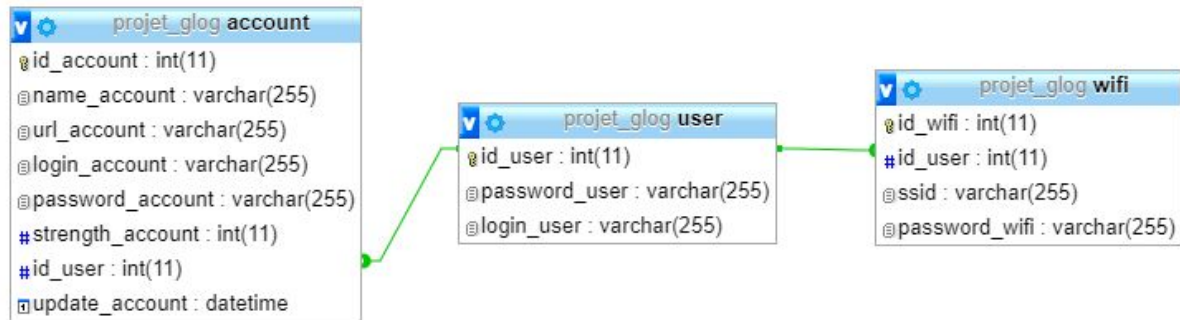 projet_glog account
id_account : int(11)
name_account : varchar(255)
url_account : varchar(255)
login_account : varchar(255)
password_account : varchar(255)
#strength_account : int(11)
#id_user : int(11)
update_account : datetime
projet_glog user
id_user : int(11)
password_user : varchar(255)
login_user : varchar(255)
projet_glog wifi
id_wifi : int(11)
#id_user : int(11)
ssid : varchar(255)
password_wifi : varchar(255)